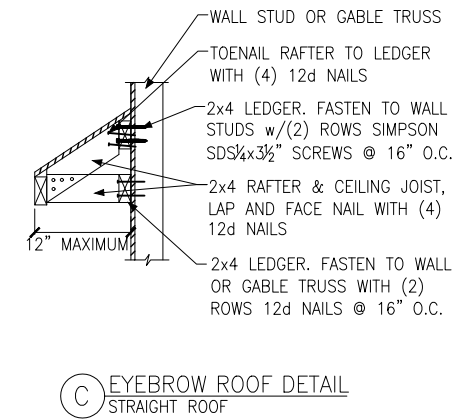 WALL STUD OR GABLE TRUSS
TOENAIL RAFTER TO LEDGER
WITH (4) 12d NAILS
2x4 LEDGER. FASTEN TO WALL
STUDS w/(2) ROWS SIMPSON
SDS¼x3½" SCREWS @ 16" O.C.
2x4 RAFTER & CEILING JOIST,
LAP AND FACE NAIL WITH (4)
12d NAILS
12" MAXIMUM
2x4 LEDGER. FASTEN TO WALL
OR GABLE TRUSS WITH (2)
ROWS 12d NAILS @ 16" O.C.
C EYEBROW ROOF DETAIL
STRAIGHT ROOF